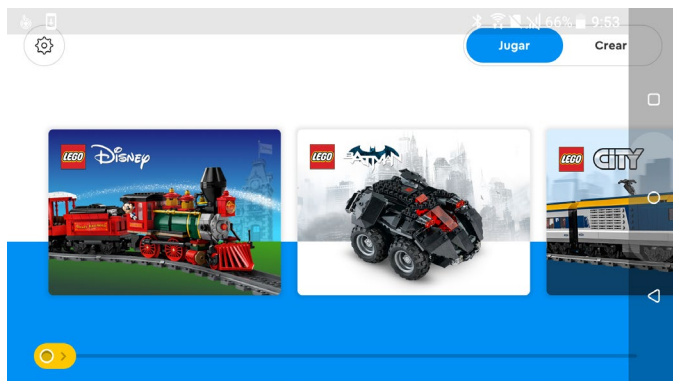 66% 9:53
Jugar Crear
LEGO Disney
LEGO BATMAN
LEGO CITY